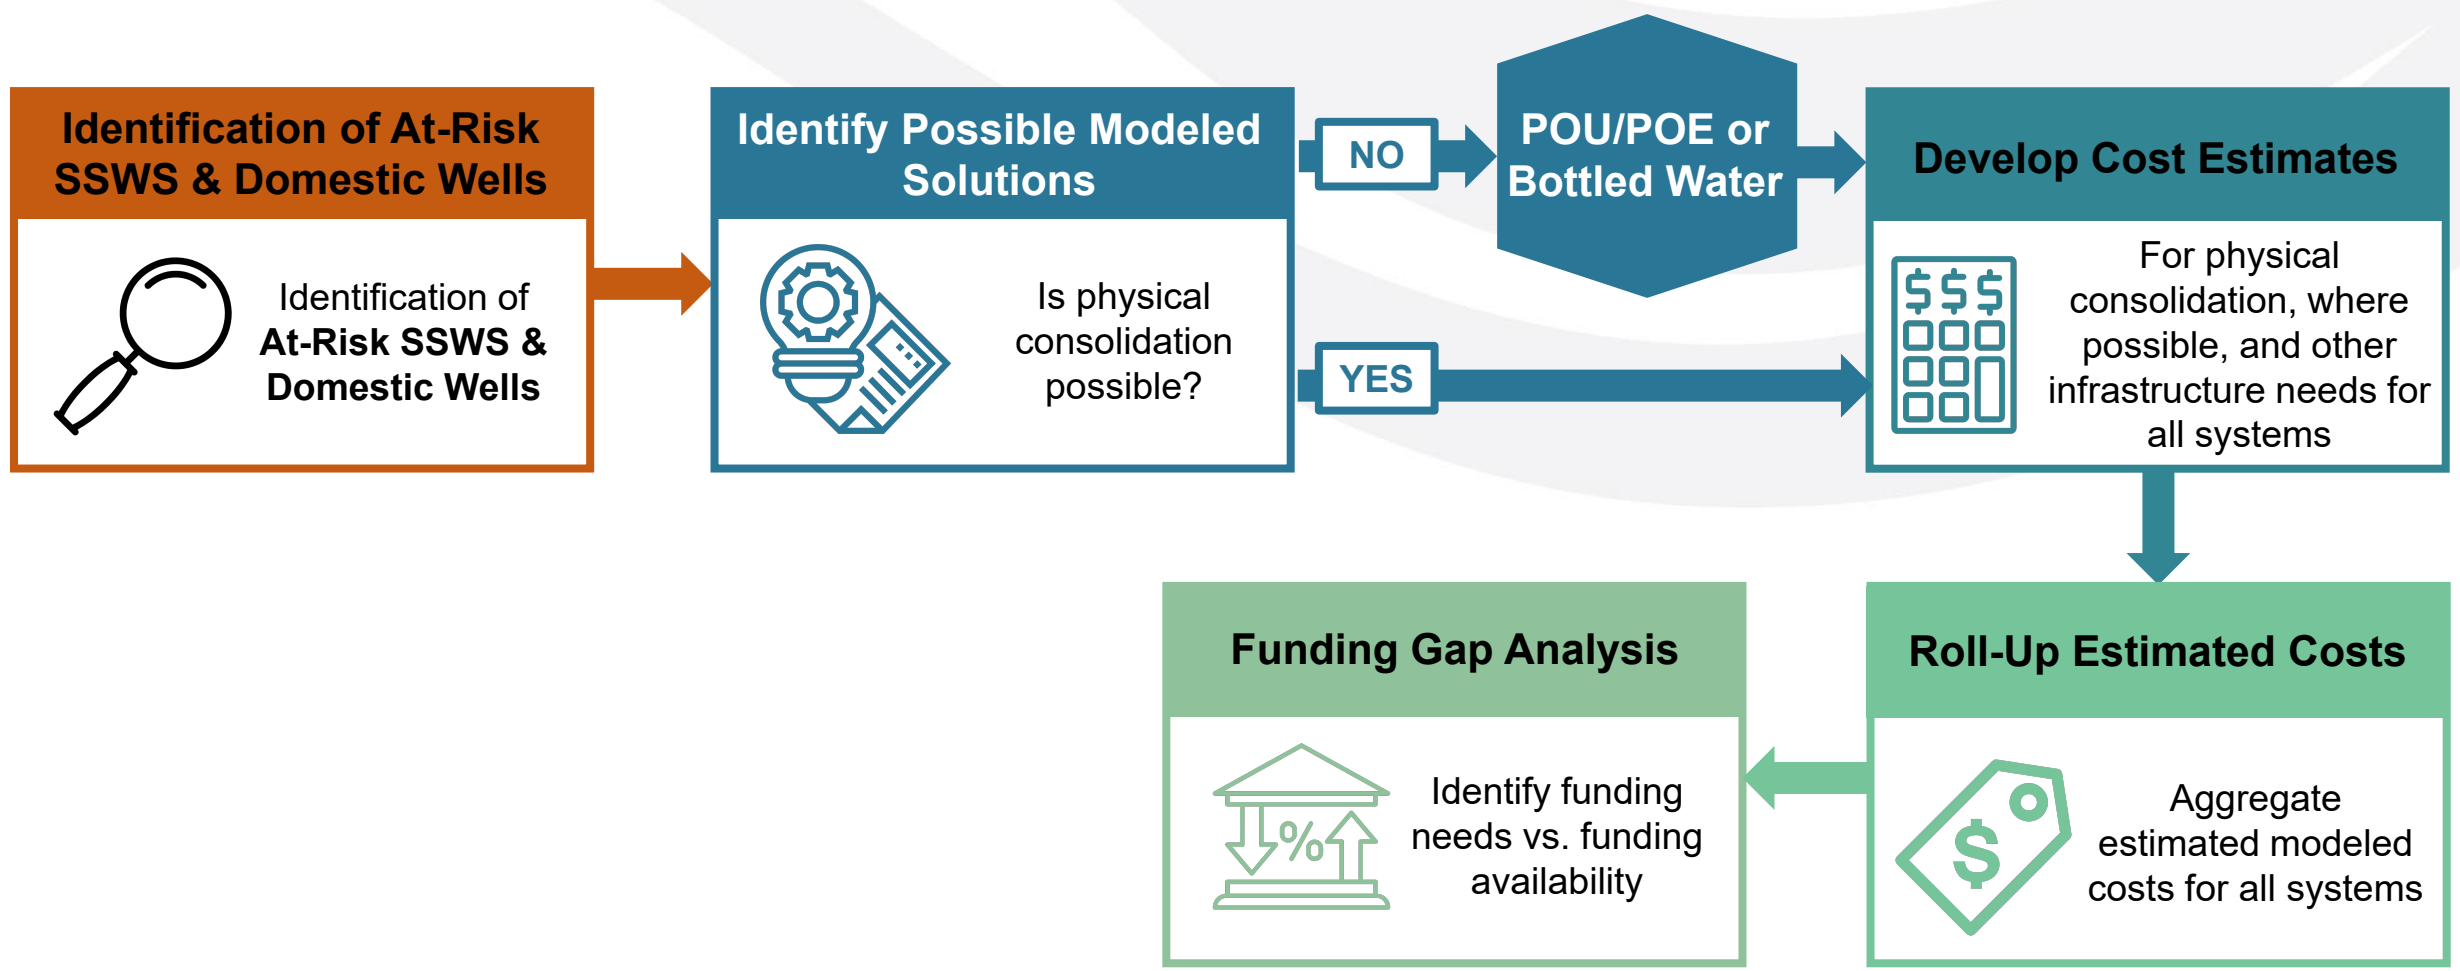 Identification of At-Risk
SSWS & Domestic Wells
Identification of
At-Risk SSWS &
Domestic Wells
Identify Possible Modeled
Solutions
Is physical
consolidation
possible?
NO
YES
POU/POE or
Bottled Water
Develop Cost Estimates
$$$
For physical
consolidation, where
possible, and other
infrastructure needs for
all systems
Roll-Up Estimated Costs
$
Aggregate
estimated modeled
costs for all systems
Funding Gap Analysis
%
Identify funding
needs vs. funding
availability